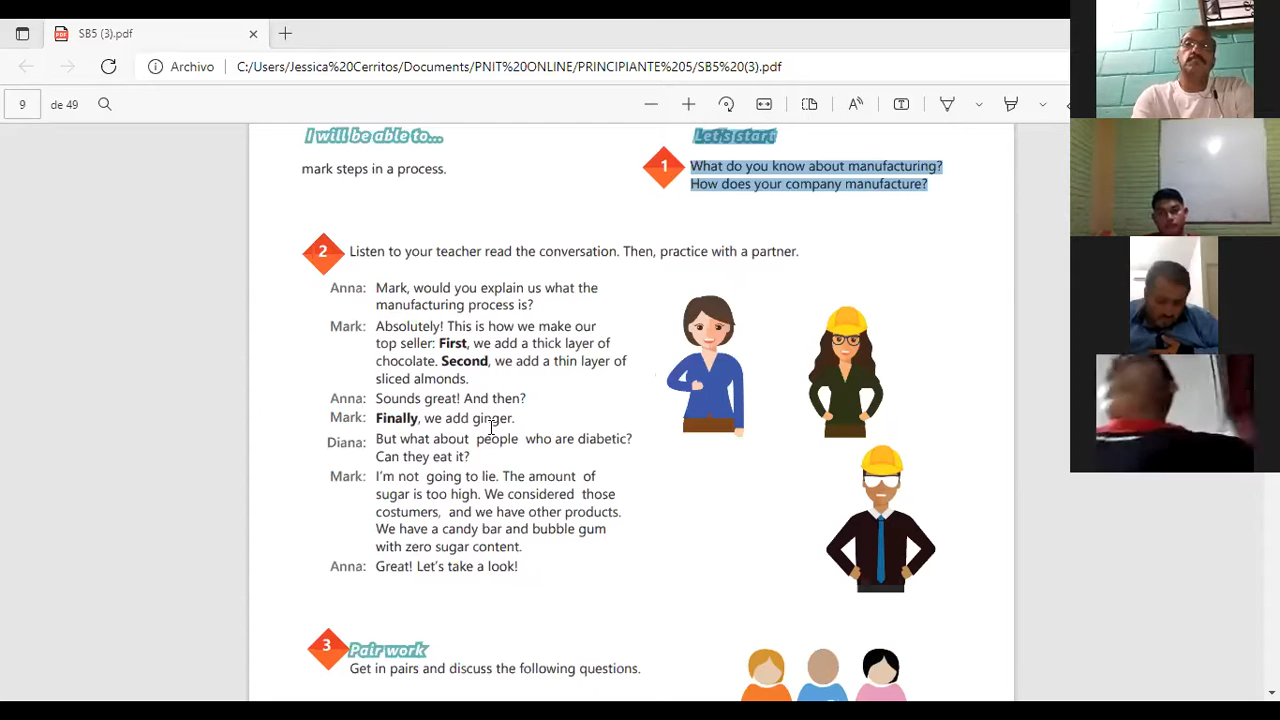 SB5 (3).pdf
Archivo
C:/Users/Jessica%20Cerritos/Documents/PNIT%20ONLINE/PRINCIPIANTE%205/SB5%20(3).pdf
9
de 49
I will be able to...
mark steps in a process.
Let's start
1
What do you know about manufacturing?
How does your company manufacture?
2
Listen to your teacher read the conversation. Then, practice with a partner.
Anna: Mark, would you explain us what the
manufacturing process is?
Mark: Absolutely! This is how we make our
top seller: First, we add a thick layer of
chocolate. Second, we add a thin layer of
sliced almonds.
Anna: Sounds great! And then?
Mark: Finally, we add ginger.
Diana: But what about people who are diabetic?
Can they eat it?
Mark: I'm not going to lie. The amount of
sugar is too high. We considered those
costumers, and we have other products.
We have a candy bar and bubble gum
with zero sugar content.
Anna: Great! Let's take a look!
3
Pair work
Get in pairs and discuss the following questions.